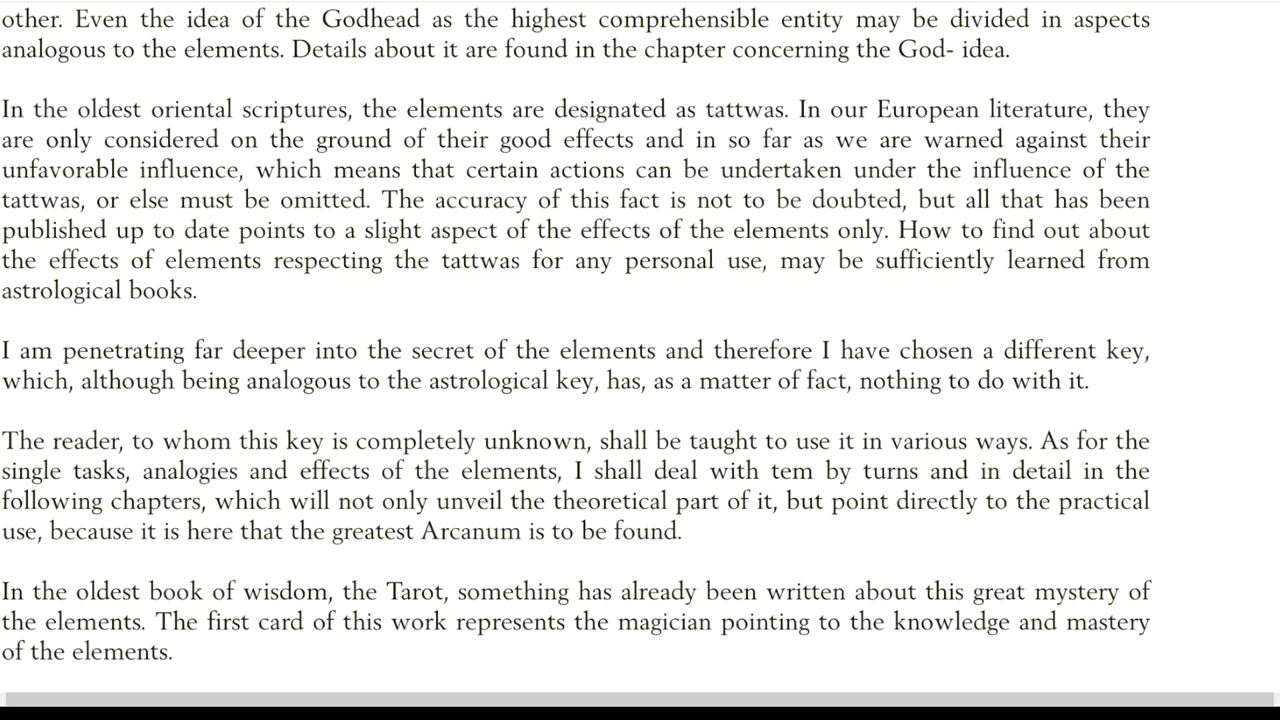 other. Even the idea of the Godhead as the highest comprehensible entity may be divided in aspects
analogous to the elements. Details about it are found in the chapter concerning the God- idea.
In the oldest oriental scriptures, the elements are designated as tattwas. In our European literature, they
are only considered on the ground of their good effects and in so far as we are warned against their
unfavorable influence, which means that certain actions can be undertaken under the influence of the
tattwas, or else must be omitted. The accuracy of this fact is not to be doubted, but all that has been
published up to date points to a slight aspect of the effects of the elements only. How to find out about
the effects of elements respecting the tattwas for any personal use, may be sufficiently learned from
astrological books.
I am penetrating far deeper into the secret of the elements and therefore I have chosen a different key,
which, although being analogous to the astrological key, has, as a matter of fact, nothing to do with it.
The reader, to whom this key is completely unknown, shall be taught to use it in various ways. As for the
single tasks, analogies and effects of the elements, I shall deal with tem by turns and in detail in the
following chapters, which will not only unveil the theoretical part of it, but point directly to the practical
use, because it is here that the greatest Arcanum is to be found.
In the oldest book of wisdom, the Tarot, something has already been written about this great mystery of
the elements. The first card of this work represents the magician pointing to the knowledge and mastery
of the elements.